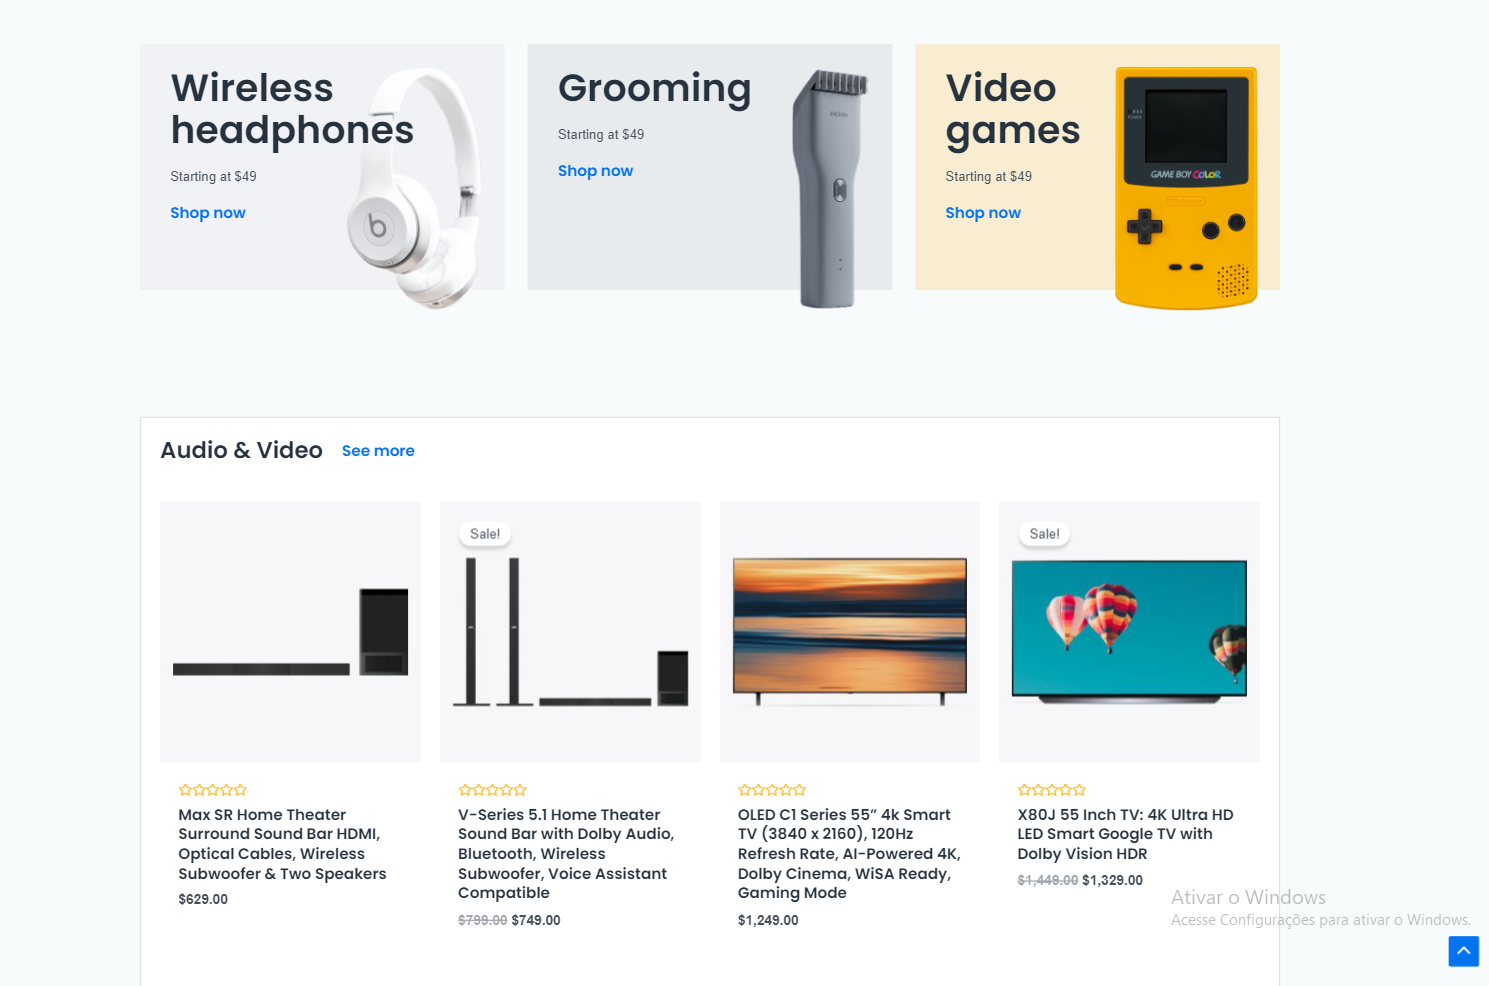 Wireless
headphones
Starting at $49
Shop now
b
Grooming
Starting at $49
Shop now
Video
games
Starting at $49
Shop now
POWER
GAME BOY COLOR
Nintendo
Audio & Video
See more
Max SR Home Theater
Surround Sound Bar HDMI,
Optical Cables, Wireless
Subwoofer & Two Speakers
$629.00
Sale!
V-Series 5.1 Home Theater
Sound Bar with Dolby Audio,
Bluetooth, Wireless
Subwoofer, Voice Assistant
Compatible
$799.00 $749.00
OLED C1 Series 55” 4k Smart
TV (3840 x 2160), 120Hz
Refresh Rate, AI-Powered 4K,
Dolby Cinema, WiSA Ready,
Gaming Mode
$1,249.00
Sale!
X80J 55 Inch TV: 4K Ultra HD
LED Smart Google TV with
Dolby Vision HDR
$1,449.00 $1,329.00
Ativar o Windows
Acesse Configurações para ativar o Windows.